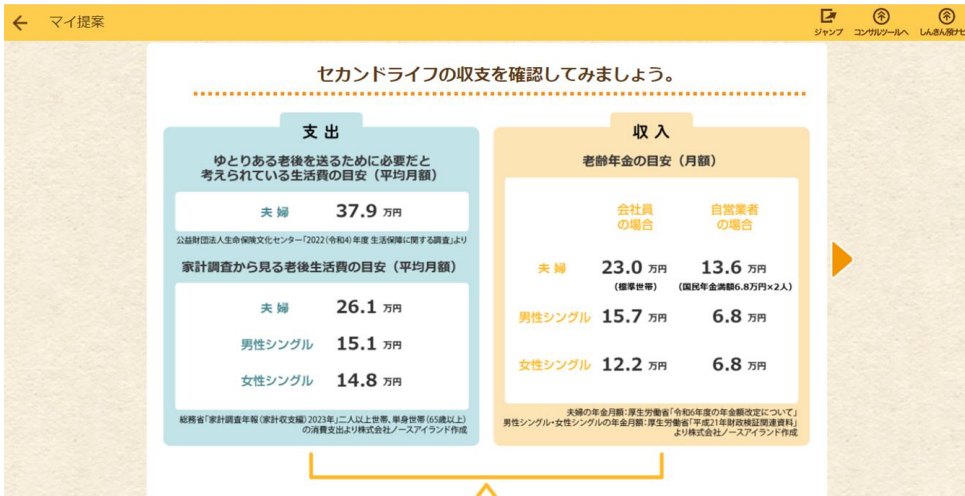 マイ提案
ジャンプ
コンサルツールへ
しんきん預ナビ
セカンドライフの収支を確認してみましょう。
支出
ゆとりある老後を送るために必要だと
考えられている生活費の目安（平均月額）
夫婦 37.9 万円
公益財団法人生命保険文化センター「2022（令和4）年度 生活保障に関する調査」より
家計調査から見る老後生活費の目安（平均月額）
夫婦 26.1 万円
男性シングル 15.1 万円
女性シングル 14.8 万円
総務省「家計調査年報（家計収支編）2023年」二人以上世帯、単身世帯（65歳以上）
の消費支出より株式会社ノースアイランド作成
収入
老齢年金の目安（月額）
会社員
の場合
自営業者
の場合
夫婦 23.0 万円 13.6 万円
（標準世帯） （国民年金満額6.8万円×2人）
男性シングル 15.7 万円 6.8 万円
女性シングル 12.2 万円 6.8 万円
夫婦の年金月額：厚生労働省「令和6年度の年金額改定について」
男性シングル・女性シングルの年金月額：厚生労働省「平成21年財政検証関連資料」
より株式会社ノースアイランド作成